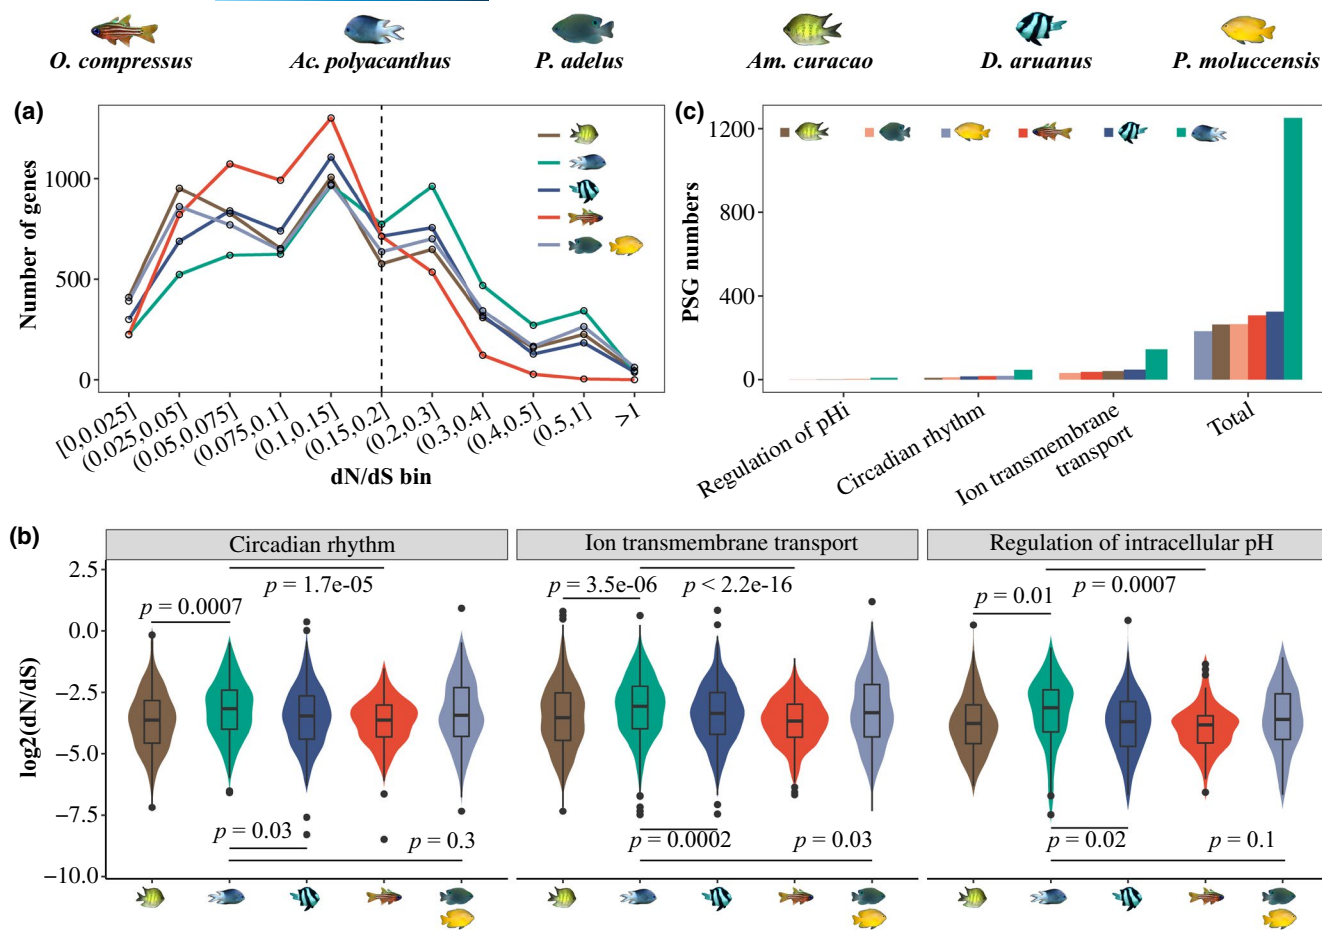 O. compressus
Ac. polyacanthus
P. adelus
Am. curacao
D. aruanus
P. moluccensis
(a)
Number of genes
1000
500
0
[0,0.025]
(0.025,0.05]
(0.05,0.075]
(0.075,0.1]
(0.1,0.15]
(0.15,0.2]
(0.2,0.3]
(0.3,0.4]
(0.4,0.5]
(0.5,1]
>1
dN/dS bin
(c)
PSG numbers
1200
800
400
0
Regulation of pHi
Circadian rhythm
Ion transmembrane
transport
Total
(b)
log2(dN/dS)
2.5
0.0
−2.5
−5.0
−7.5
−10.0
Circadian rhythm
p = 1.7e-05
p = 0.0007
p = 0.03
p = 0.3
Ion transmembrane transport
p = 3.5e-06
p < 2.2e-16
p = 0.0002
p = 0.03
Regulation of intracellular pH
p = 0.01
p = 0.0007
p = 0.02
p = 0.1